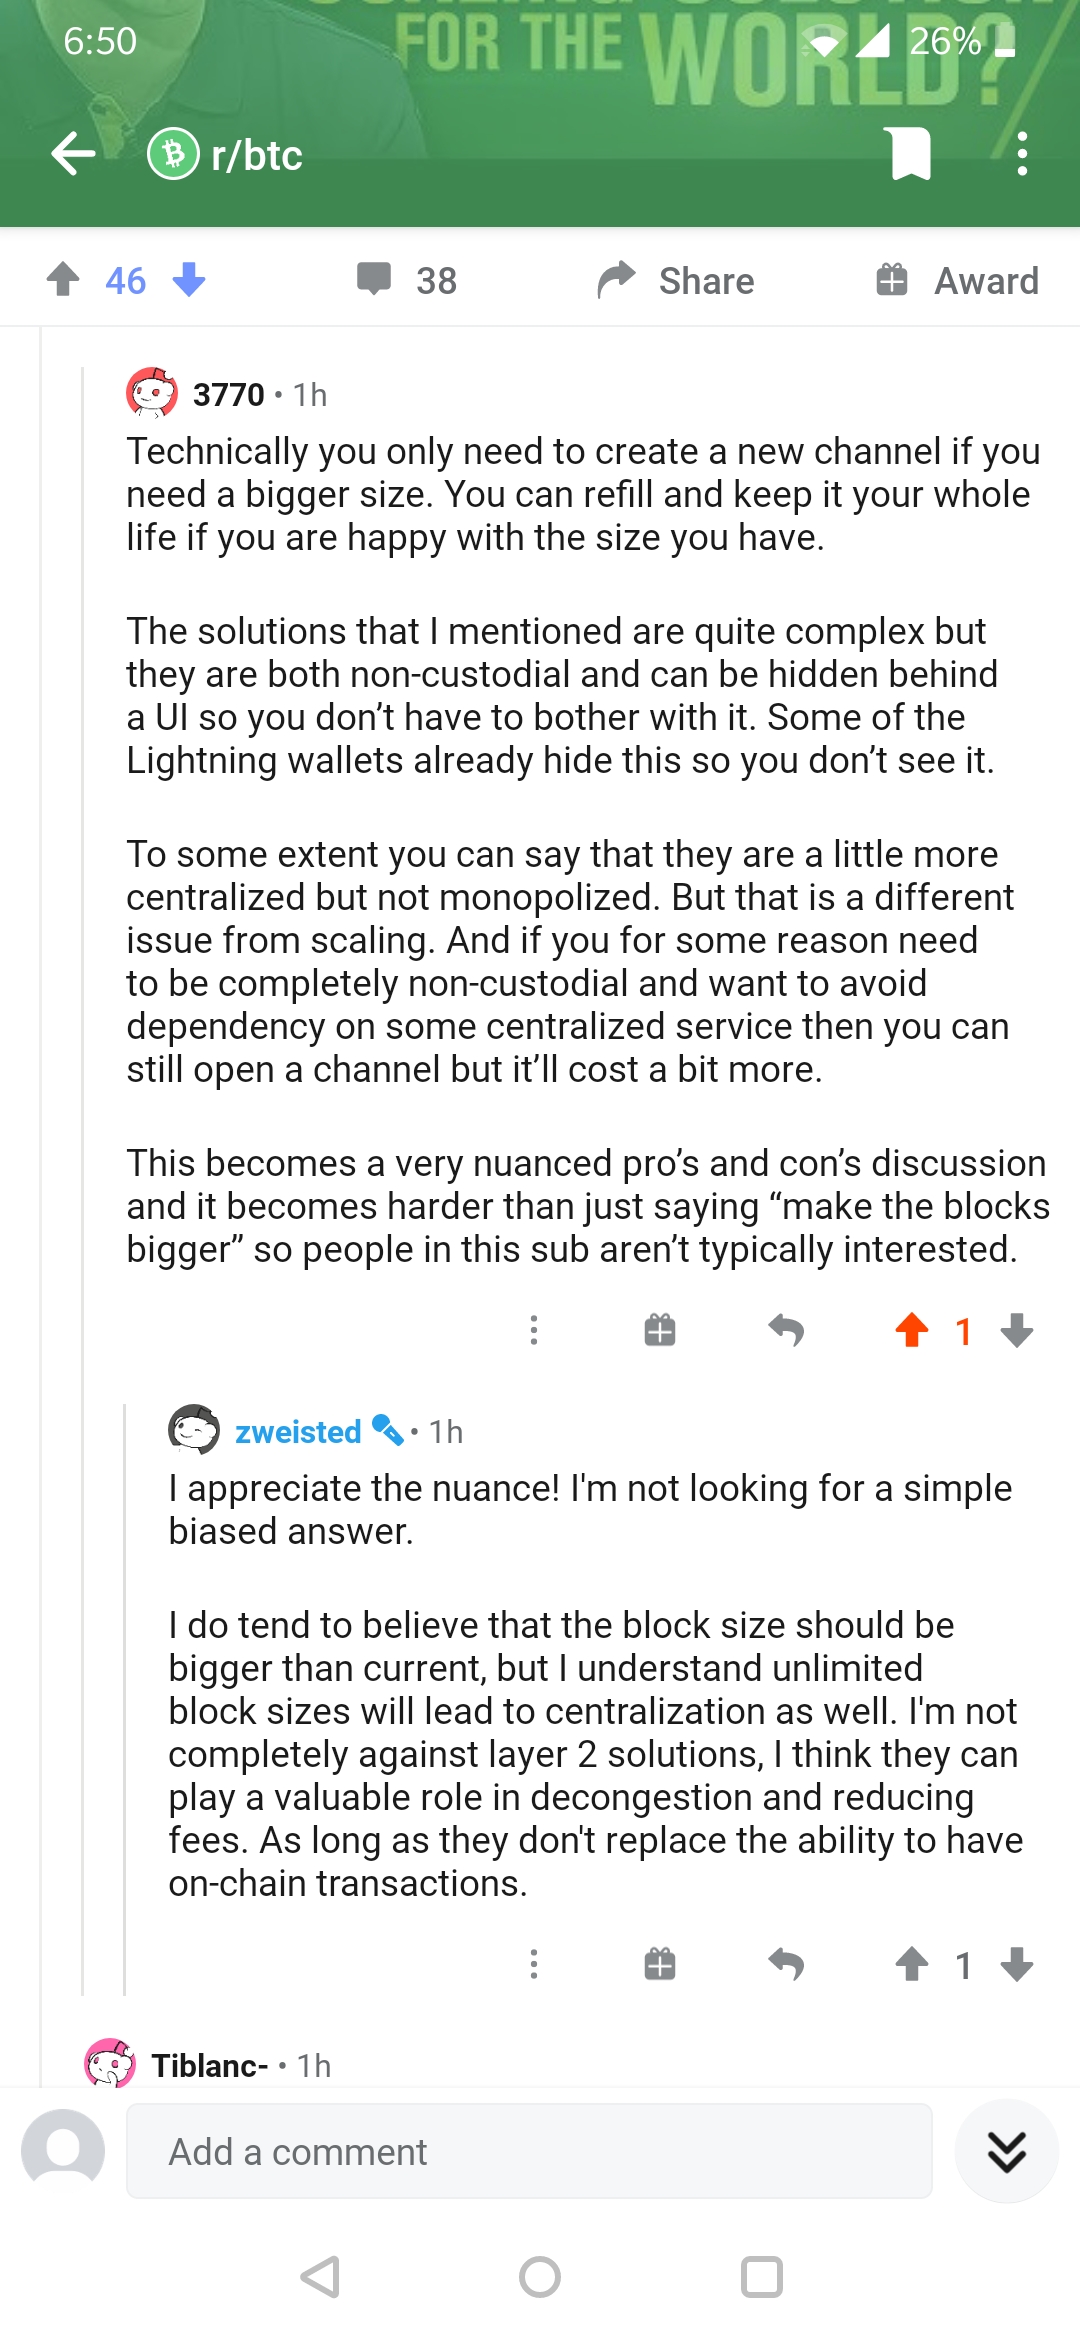 SCALING SOLUTION
FOR THE WORLD?
6:50
26%
r/btc
46
38
Share
Award
3770 • 1h
Technically you only need to create a new channel if you
need a bigger size. You can refill and keep it your whole
life if you are happy with the size you have.
The solutions that I mentioned are quite complex but
they are both non-custodial and can be hidden behind
a UI so you don’t have to bother with it. Some of the
Lightning wallets already hide this so you don’t see it.
To some extent you can say that they are a little more
centralized but not monopolized. But that is a different
issue from scaling. And if you for some reason need
to be completely non-custodial and want to avoid
dependency on some centralized service then you can
still open a channel but it’ll cost a bit more.
This becomes a very nuanced pro’s and con’s discussion
and it becomes harder than just saying “make the blocks
bigger” so people in this sub aren’t typically interested.
1
zweisted • 1h
I appreciate the nuance! I'm not looking for a simple
biased answer.
I do tend to believe that the block size should be
bigger than current, but I understand unlimited
block sizes will lead to centralization as well. I'm not
completely against layer 2 solutions, I think they can
play a valuable role in decongestion and reducing
fees. As long as they don't replace the ability to have
on-chain transactions.
1
Tiblanc- • 1h
Add a comment